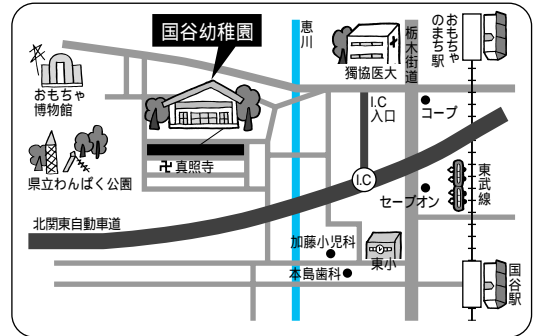 国谷幼稚園
恵川
獨協医大
栃木街道
おもちゃ
のまち駅
おもちゃ
博物館
I.C
入口
コープ
県立わんぱく公園
卍真照寺
I.C
セーブオン
東武線
北関東自動車道
加藤小児科
東小
本島歯科
国谷駅